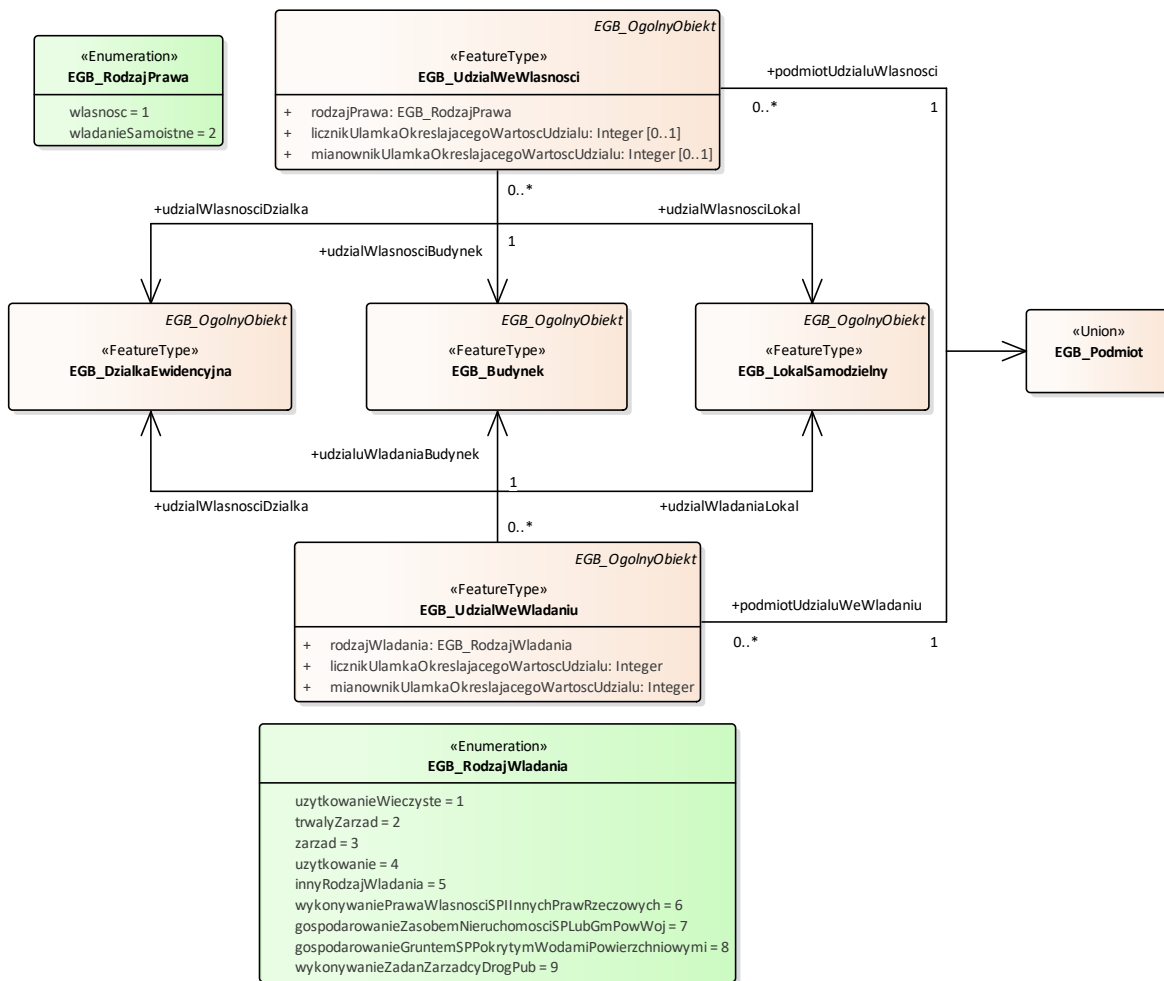 EGB_OgolnyObiekt
«FeatureType»
EGB_UdzialWeWlasnosci
+ rodzajPrawa: EGB_RodzajPrawa
+ licznikUlamkaOkreslajacegoWartoscUdzialu: Integer [0..1]
+ mianownikUlamkaOkreslajacegoWartoscUdzialu: Integer [0..1]
«Enumeration»
EGB_RodzajPrawa
wlasnosc = 1
wladanieSamoistne = 2
+podmiotUdzialuWlasnosci
0..*
1
0..*
+udzialWlasnosciDzialka
+udzialWlasnosciLokal
1
+udzialWlasnosciBudynek
EGB_OgolnyObiekt
«FeatureType»
EGB_DzialkaEwidencyjna
EGB_OgolnyObiekt
«FeatureType»
EGB_Budynek
EGB_OgolnyObiekt
«FeatureType»
EGB_LokalSamodzielny
«Union»
EGB_Podmiot
+udzialuWladaniaBudynek
1
+udzialWlasnosciDzialka
+udzialWladaniaLokal
0..*
EGB_OgolnyObiekt
«FeatureType»
EGB_UdzialWeWladaniu
+ rodzajWladania: EGB_RodzajWladania
+ licznikUlamkaOkreslajacegoWartoscUdzialu: Integer
+ mianownikUlamkaOkreslajacegoWartoscUdzialu: Integer
+podmiotUdzialuWeWladaniu
0..*
1
«Enumeration»
EGB_RodzajWladania
uzytkowanieWieczyste = 1
trwalyZarzad = 2
zarzad = 3
uzytkowanie = 4
innyRodzajWladania = 5
wykonywaniePrawaWlasnosciSPIInnychPrawRzeczowych = 6
gospodarowanieZasobemNieruchomosciSPLubGmPowWoj = 7
gospodarowanieGruntemSPPokrytymWodamiPowierzchniowymi = 8
wykonywanieZadanZarzadcyDrogPub = 9